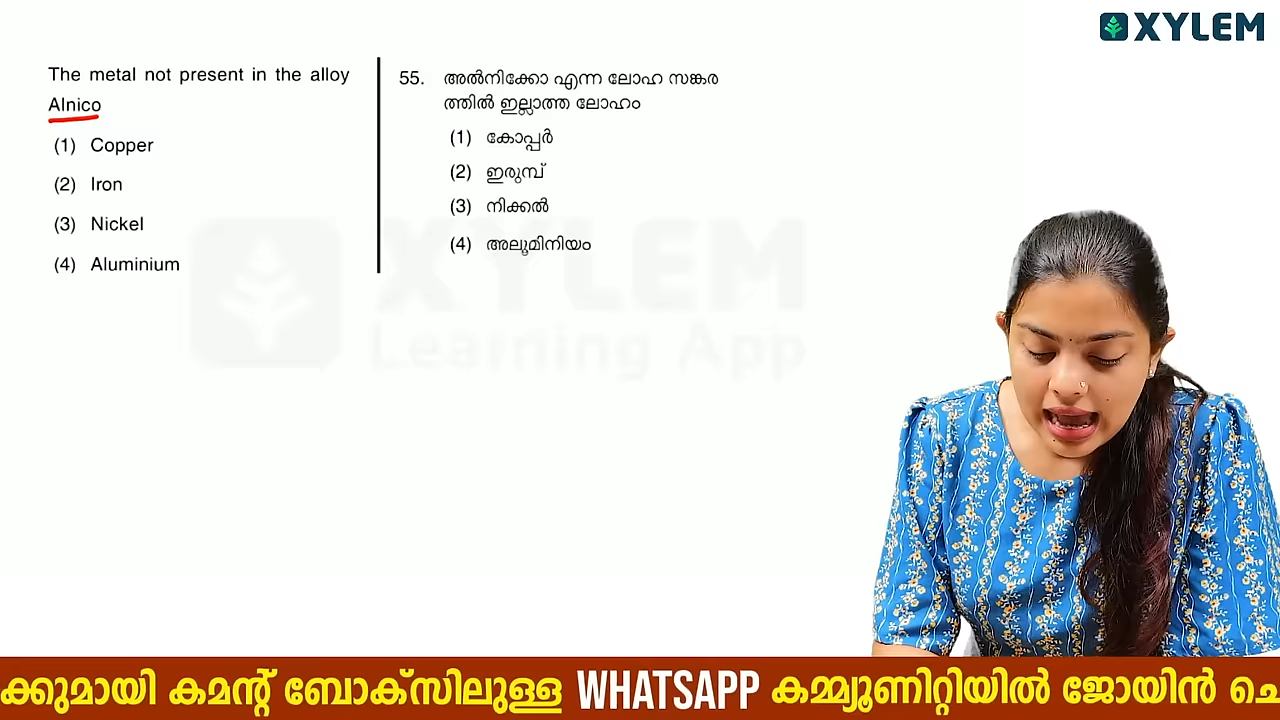 XYLEM
The metal not present in the alloy
Alnico
(1) Copper
(2) Iron
(3) Nickel
(4) Aluminium
55. അൽനിക്കോ എന്ന ലോഹ സങ്കര
ത്തിൽ ഇല്ലാത്ത ലോഹം
(1) കോപ്പർ
(2) ഇരുമ്പ്
(3) നിക്കൽ
(4) അലൂമിനിയം
XYLEM
Learning App
ക്കുമായി കമന്റ് ബോക്സിലുള്ള WHATSAPP കമ്മ്യൂണിറ്റിയിൽ ജോയിൻ ചെ